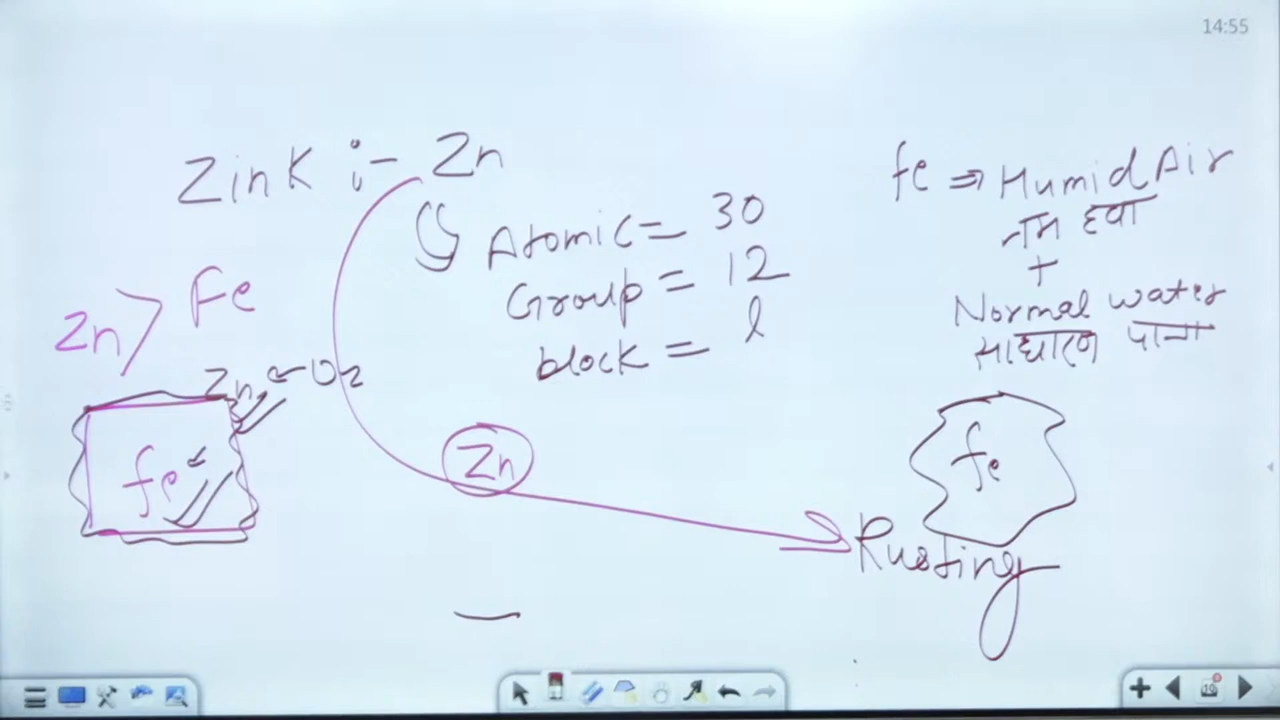 14:55
Zink :- Zn
Atomic = 30
Group = 12
block = l
Zn > Fe
Zn ← O2
fe
Zn
fe ⇒ Humid Air
नम हवा
+
Normal water
साधारण पानी
fe
Rusting